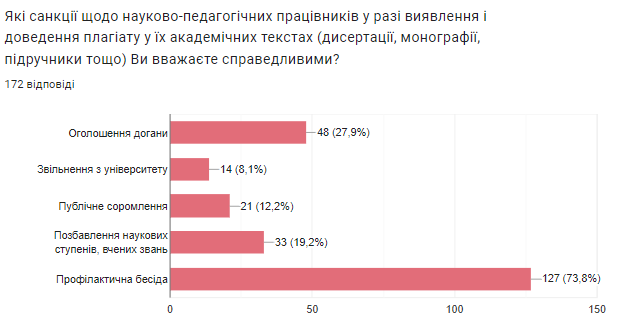 Які санкції щодо науково-педагогічних працівників у разі виявлення і
доведення плагіату у їх академічних текстах (дисертації, монографії,
підручники тощо) Ви вважаєте справедливими?
172 відповіді
Оголошення догани
48 (27,9%)
Звільнення з університету
14 (8,1%)
Публічне соромлення
21 (12,2%)
Позбавлення наукових
ступенів, вчених звань
33 (19,2%)
Профілактична бесіда
127 (73,8%)
0
50
100
150